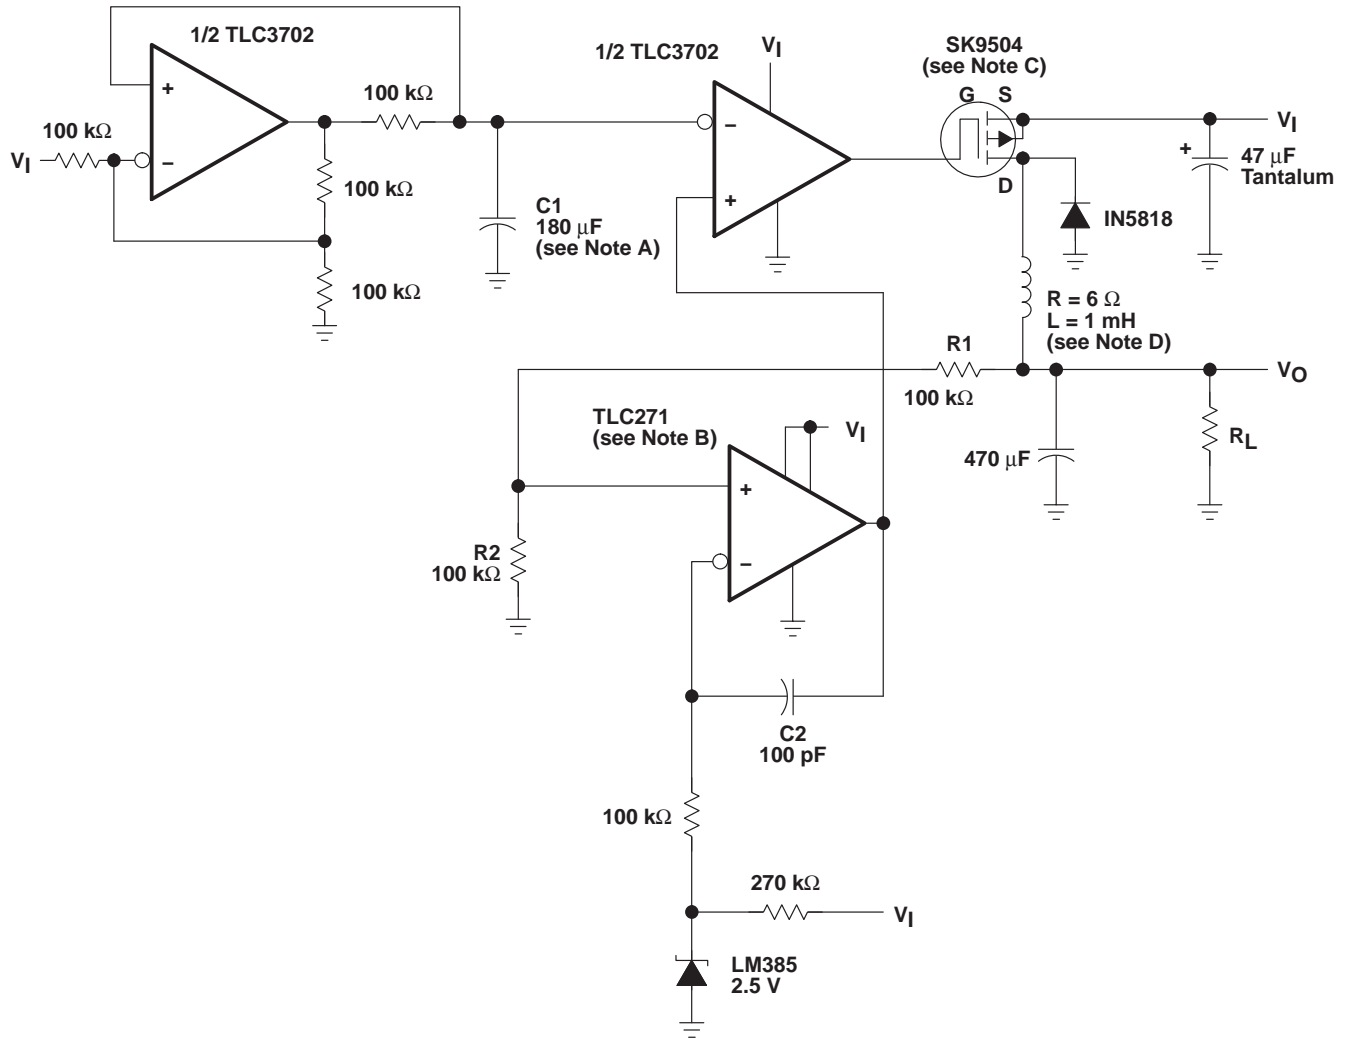 1/2 TLC3702
+
100 kΩ
100 kΩ
VI
–
100 kΩ
100 kΩ
C1
180 μF
(see Note A)
1/2 TLC3702
VI
–
+
SK9504
(see Note C)
G S
D
VI
+
47 μF
Tantalum
IN5818
R = 6 Ω
L = 1 mH
(see Note D)
R1
100 kΩ
VO
470 μF
RL
TLC271
(see Note B)
VI
+
–
R2
100 kΩ
C2
100 pF
100 kΩ
270 kΩ
VI
LM385
2.5 V